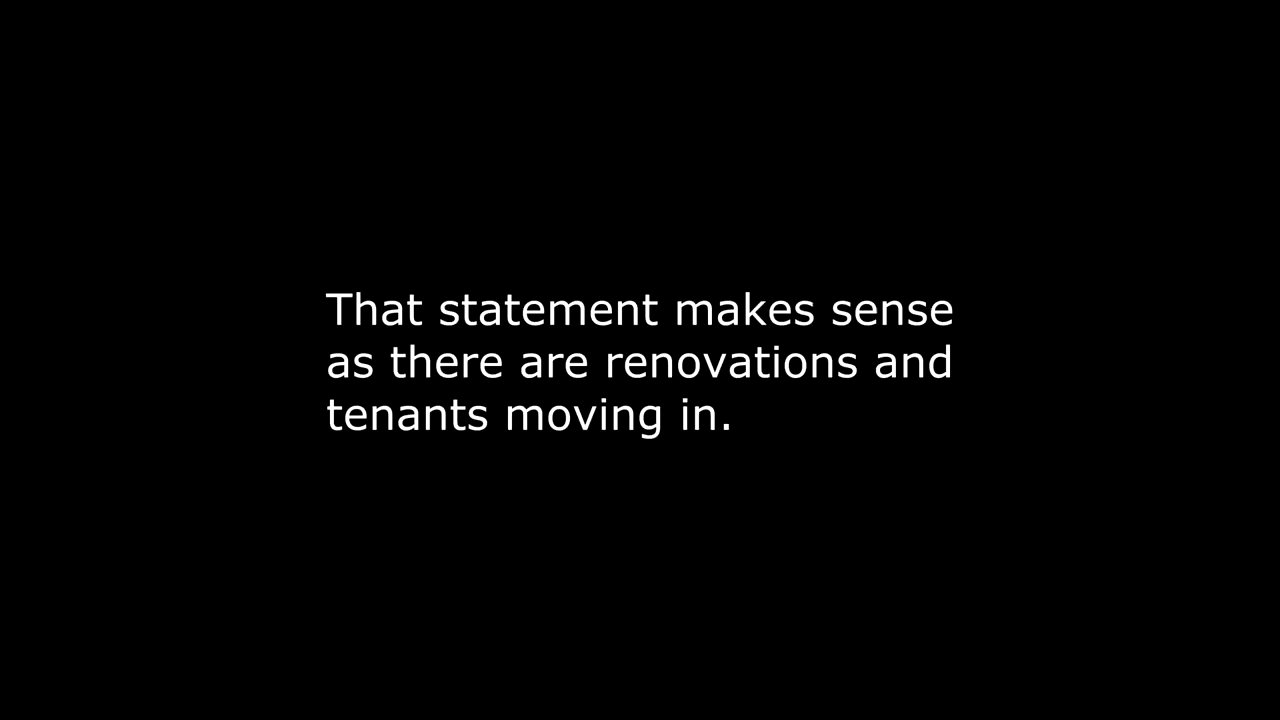 That statement makes sense
as there are renovations and
tenants moving in.